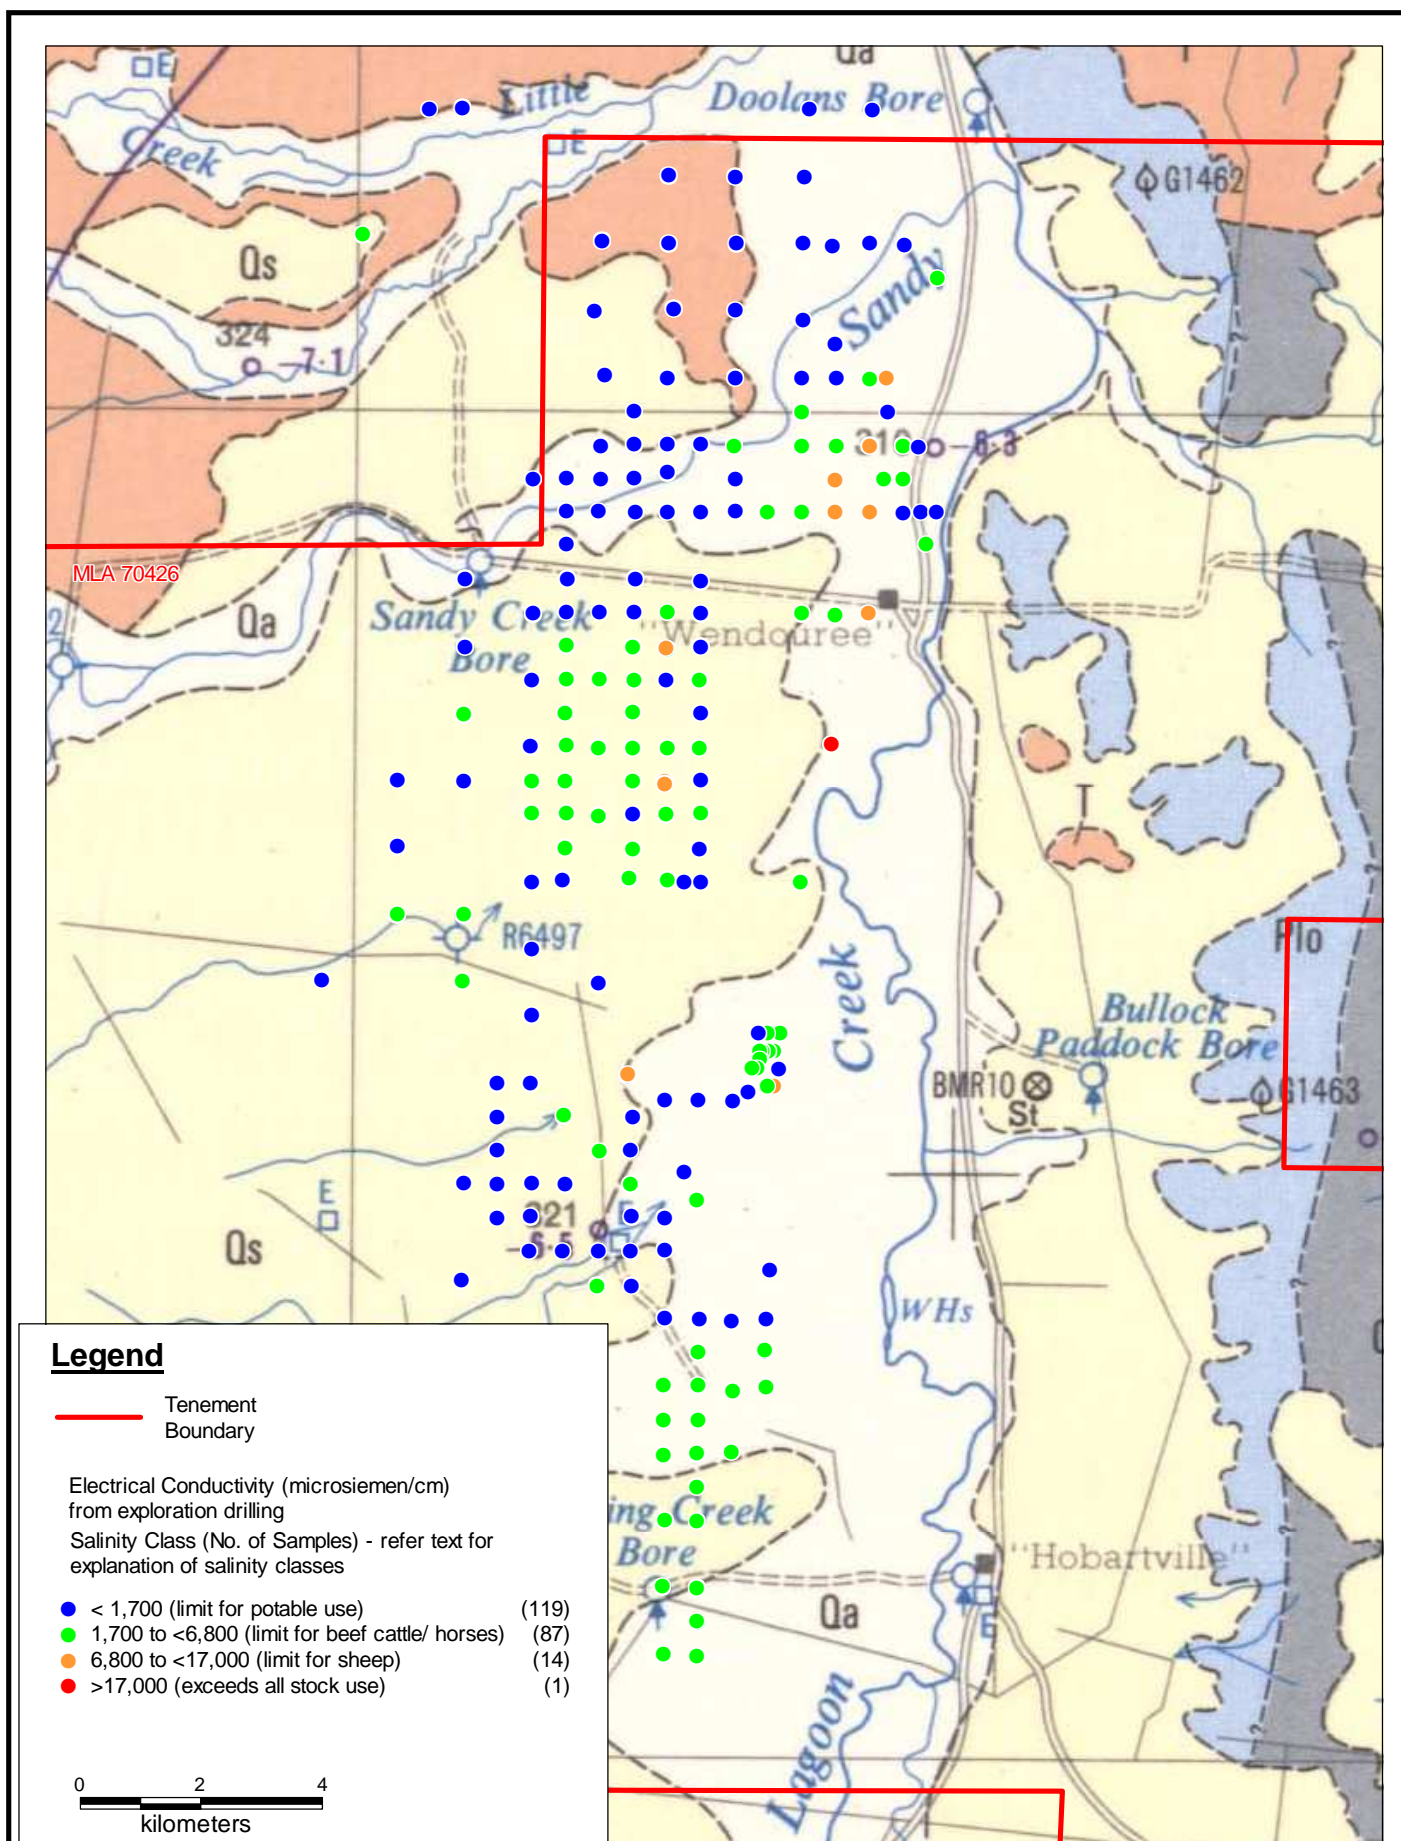 Qa
E
Little
Doolans Bore
Creek
E
G1462
Qs
Sandy
324
-7·1
-6·3
MLA 70426
Qa
Sandy Creek
Bore
"Wendouree"
2
T
R6497
Plo
Creek
Bullock
Paddock Bore
BMR10
St
G1463
E
321
E
-6·5
Qs
WHs
Legend
Tenement
Boundary
Electrical Conductivity (microsiemen/cm)
from exploration drilling
Salinity Class (No. of Samples) - refer text for
explanation of salinity classes
< 1,700 (limit for potable use) (119)
1,700 to <6,800 (limit for beef cattle/ horses) (87)
6,800 to <17,000 (limit for sheep) (14)
>17,000 (exceeds all stock use) (1)
0 2 4
kilometers
ing Creek
Bore
"Hobartville"
Qa
E
Lagoon